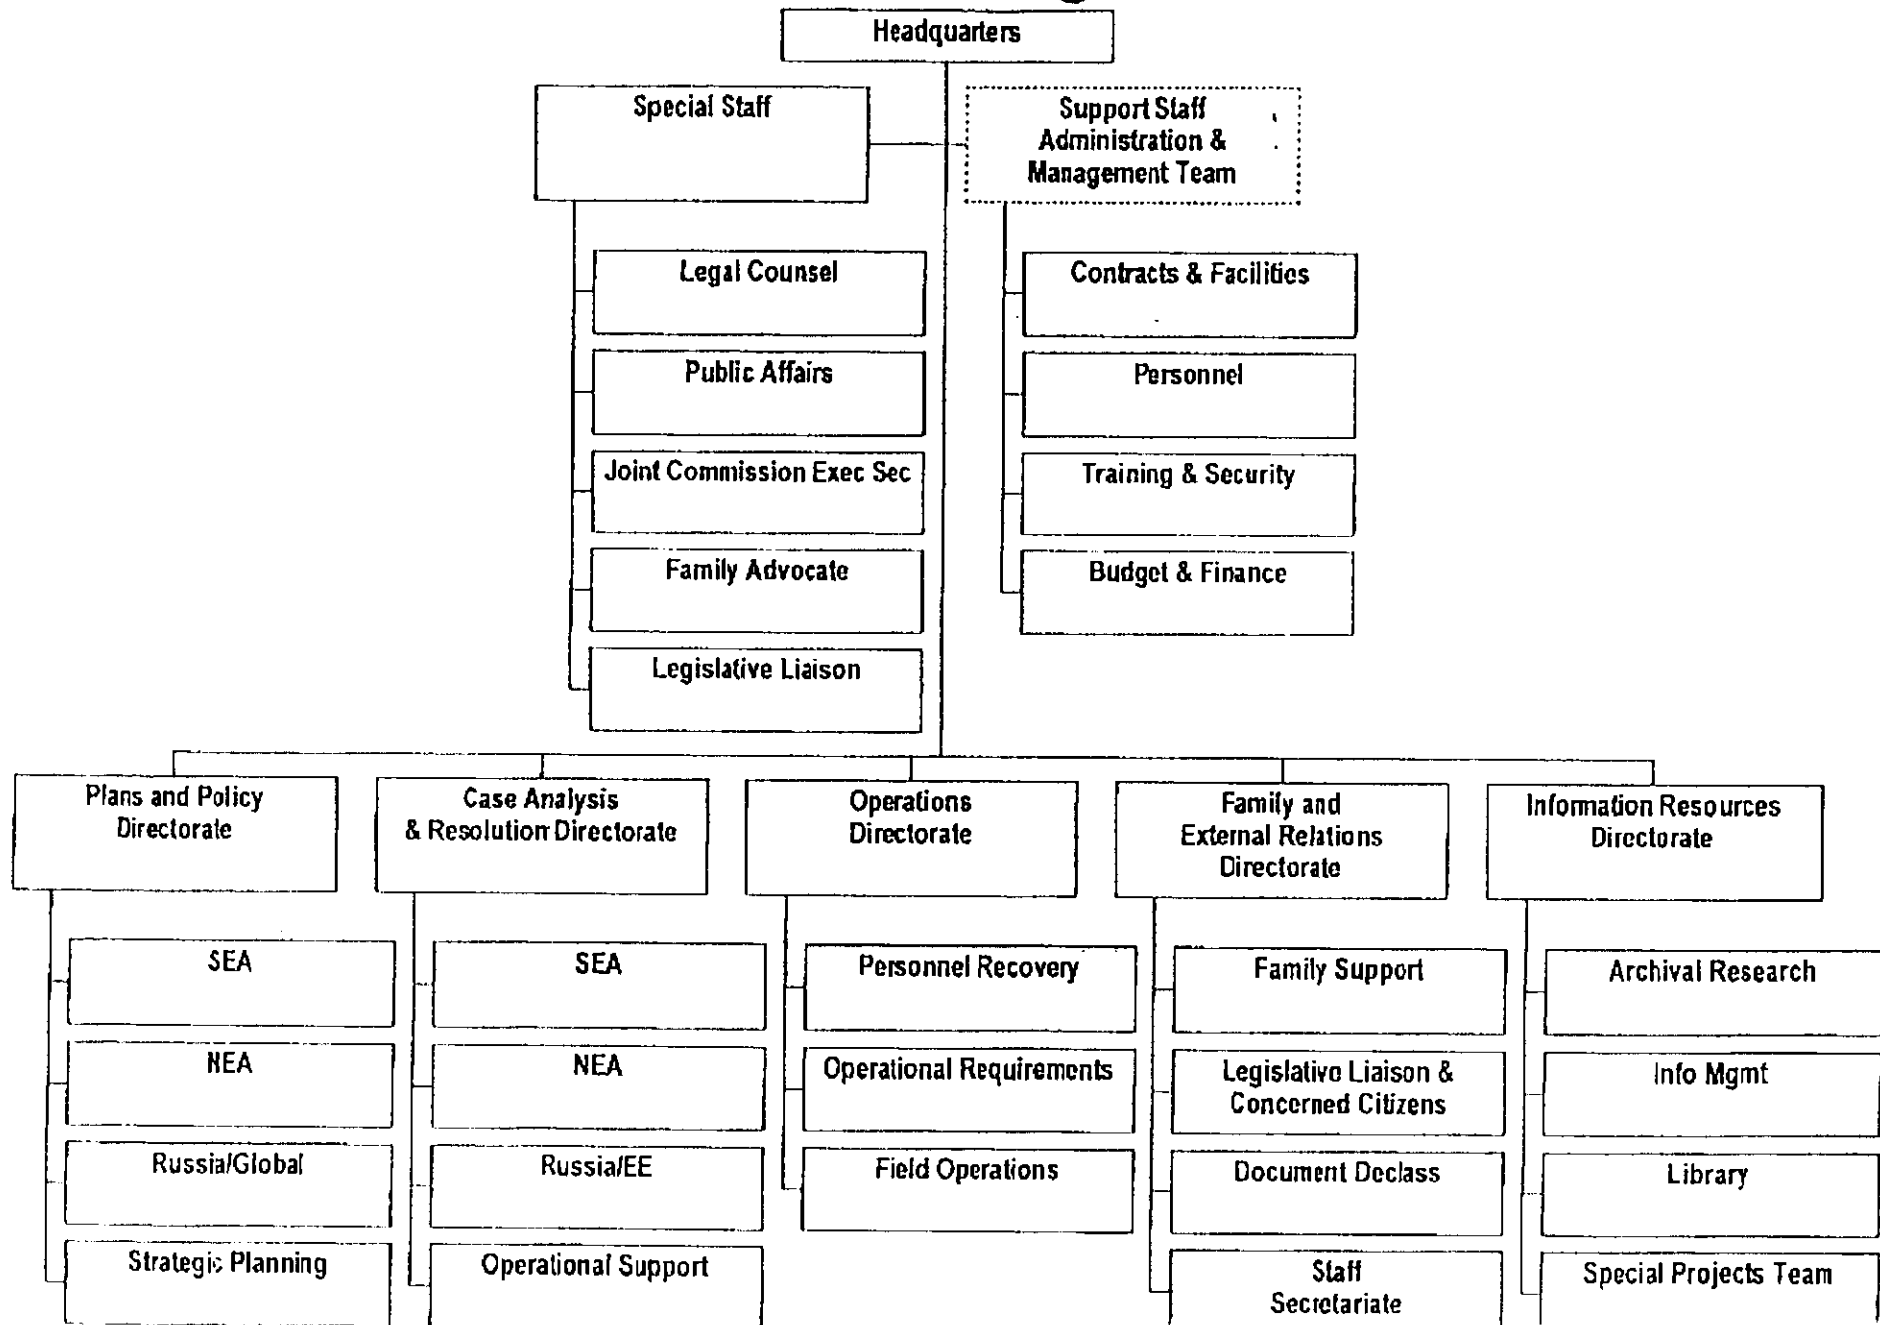 Headquarters
Special Staff
Support Staff
Administration &
Management Team
Legal Counsel
Public Affairs
Joint Commission Exec Sec
Family Advocate
Legislative Liaison
Contracts & Facilities
Personnel
Training & Security
Budget & Finance
Plans and Policy
Directorate
Case Analysis
& Resolution Directorate
Operations
Directorate
Family and
External Relations
Directorate
Information Resources
Directorate
SEA
NEA
Russia/Global
Strategic Planning
SEA
NEA
Russia/EE
Operational Support
Personnel Recovery
Operational Requirements
Field Operations
Family Support
Legislative Liaison &
Concerned Citizens
Document Declass
Staff
Secretariate
Archival Research
Info Mgmt
Library
Special Projects Team